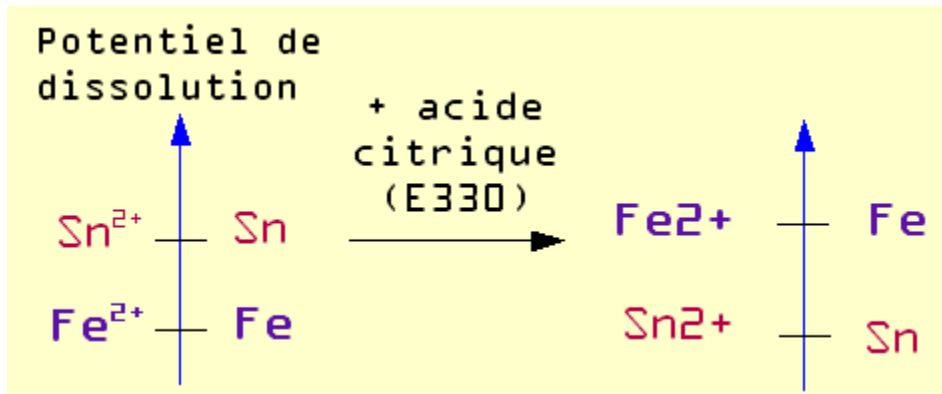 Potentiel de
dissolution
+ acide
citrique
(E330)
Sn²⁺ Sn
Fe²⁺ Fe
Fe2+ Fe
Sn2+ Sn